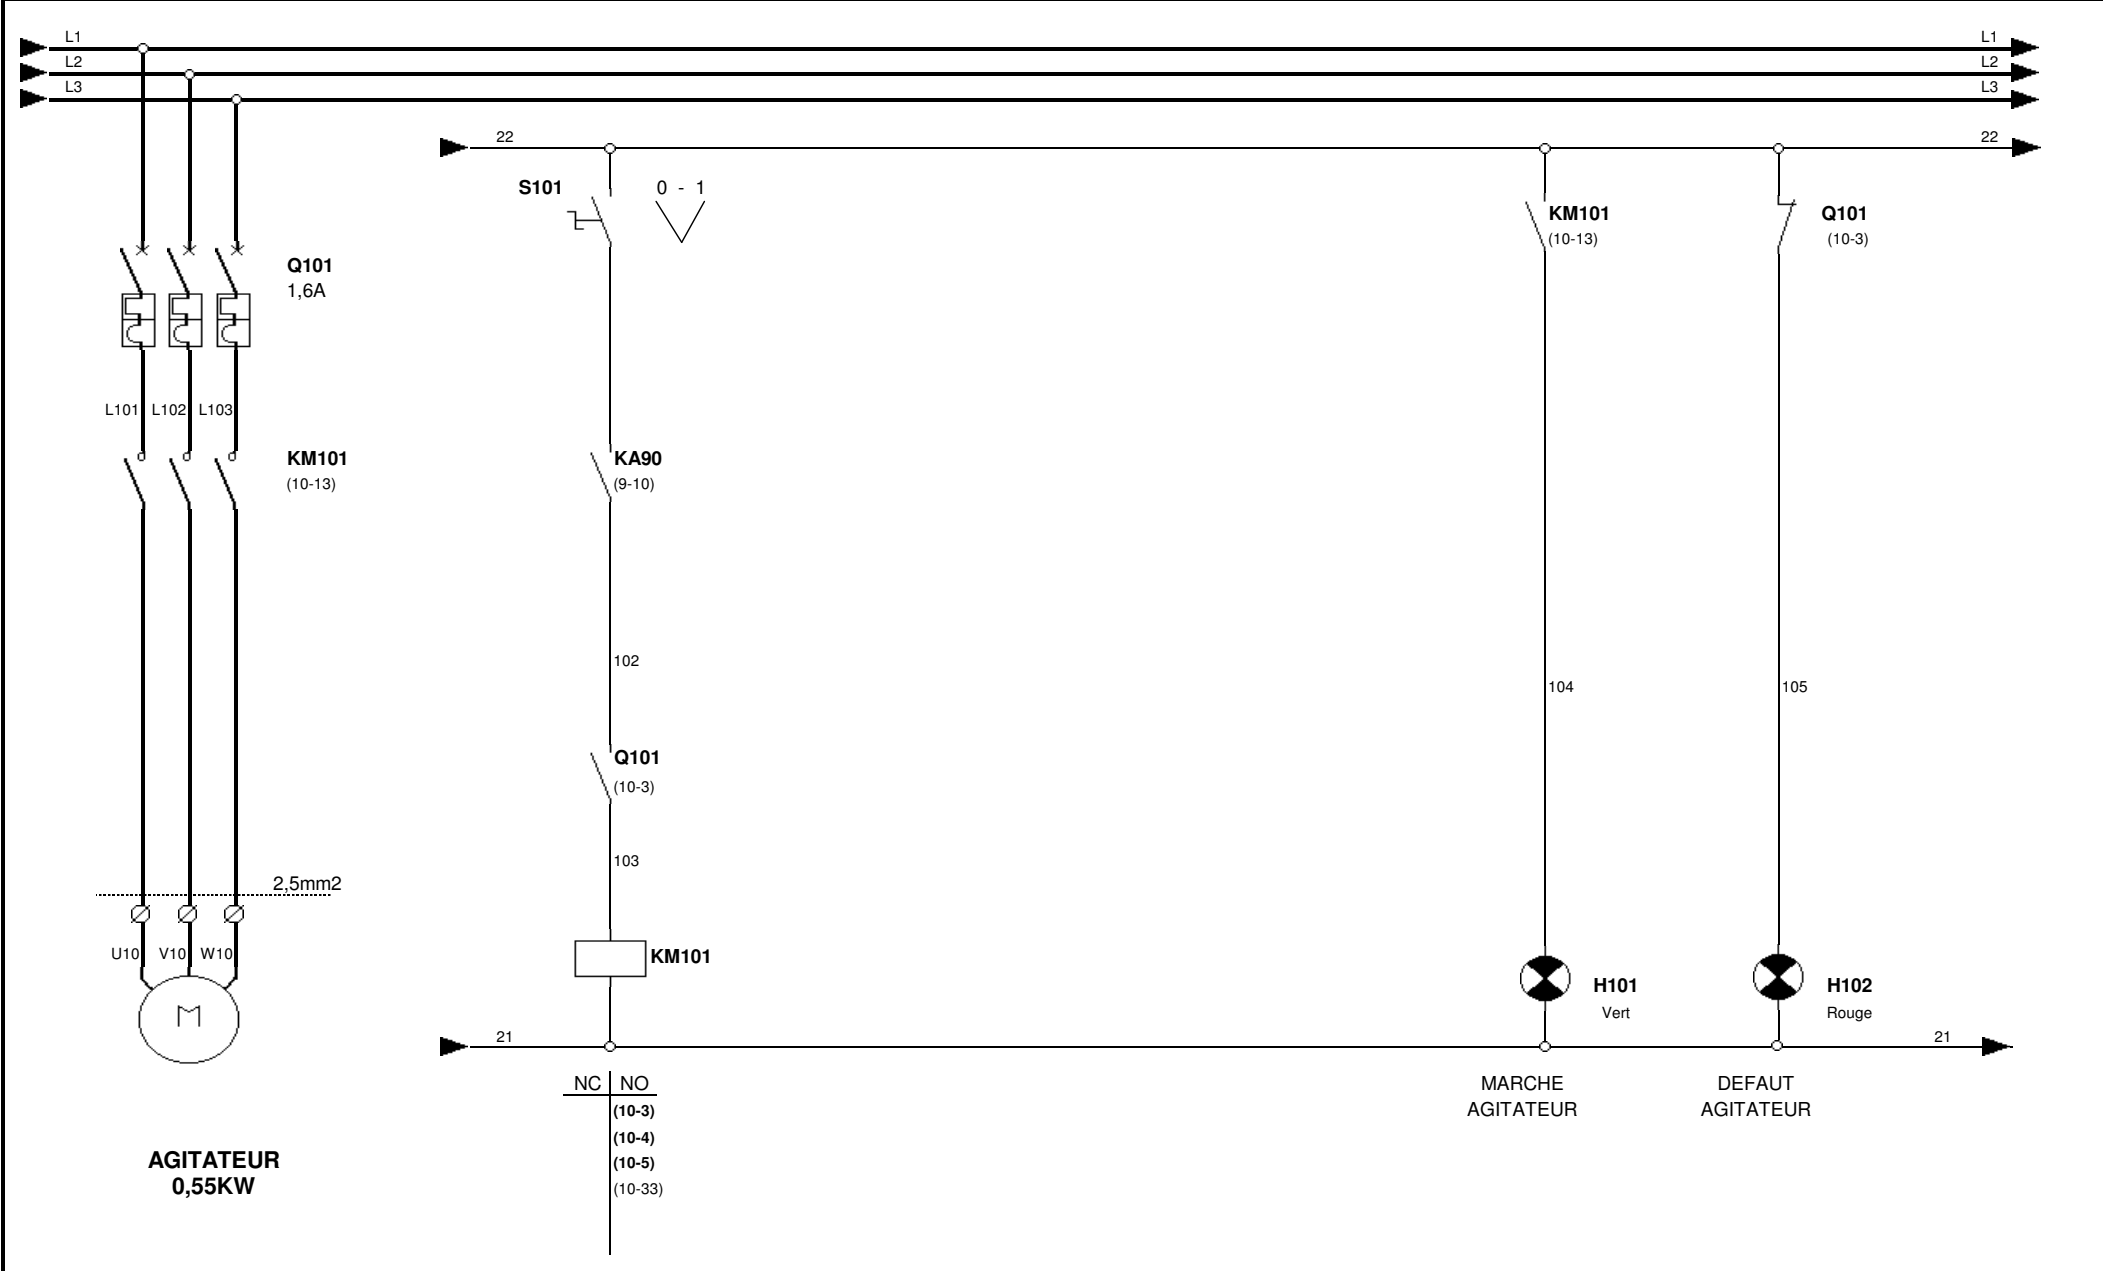 L1 L1
L2 L2
L3 L3
22 22
S101 0 - 1
KM101 Q101
(10-13) (10-3)
Q101
1,6A
L101 L102 L103
KM101 KA90
(10-13) (9-10)
102
104 105
Q101
(10-3)
103
2,5mm2
U10 V10 W10
KM101
H101 H102
Vert Rouge
M
21 21
NC NO
MARCHE DEFAUT
AGITATEUR AGITATEUR
(10-3)
(10-4)
(10-5)
(10-33)
AGITATEUR
0,55KW